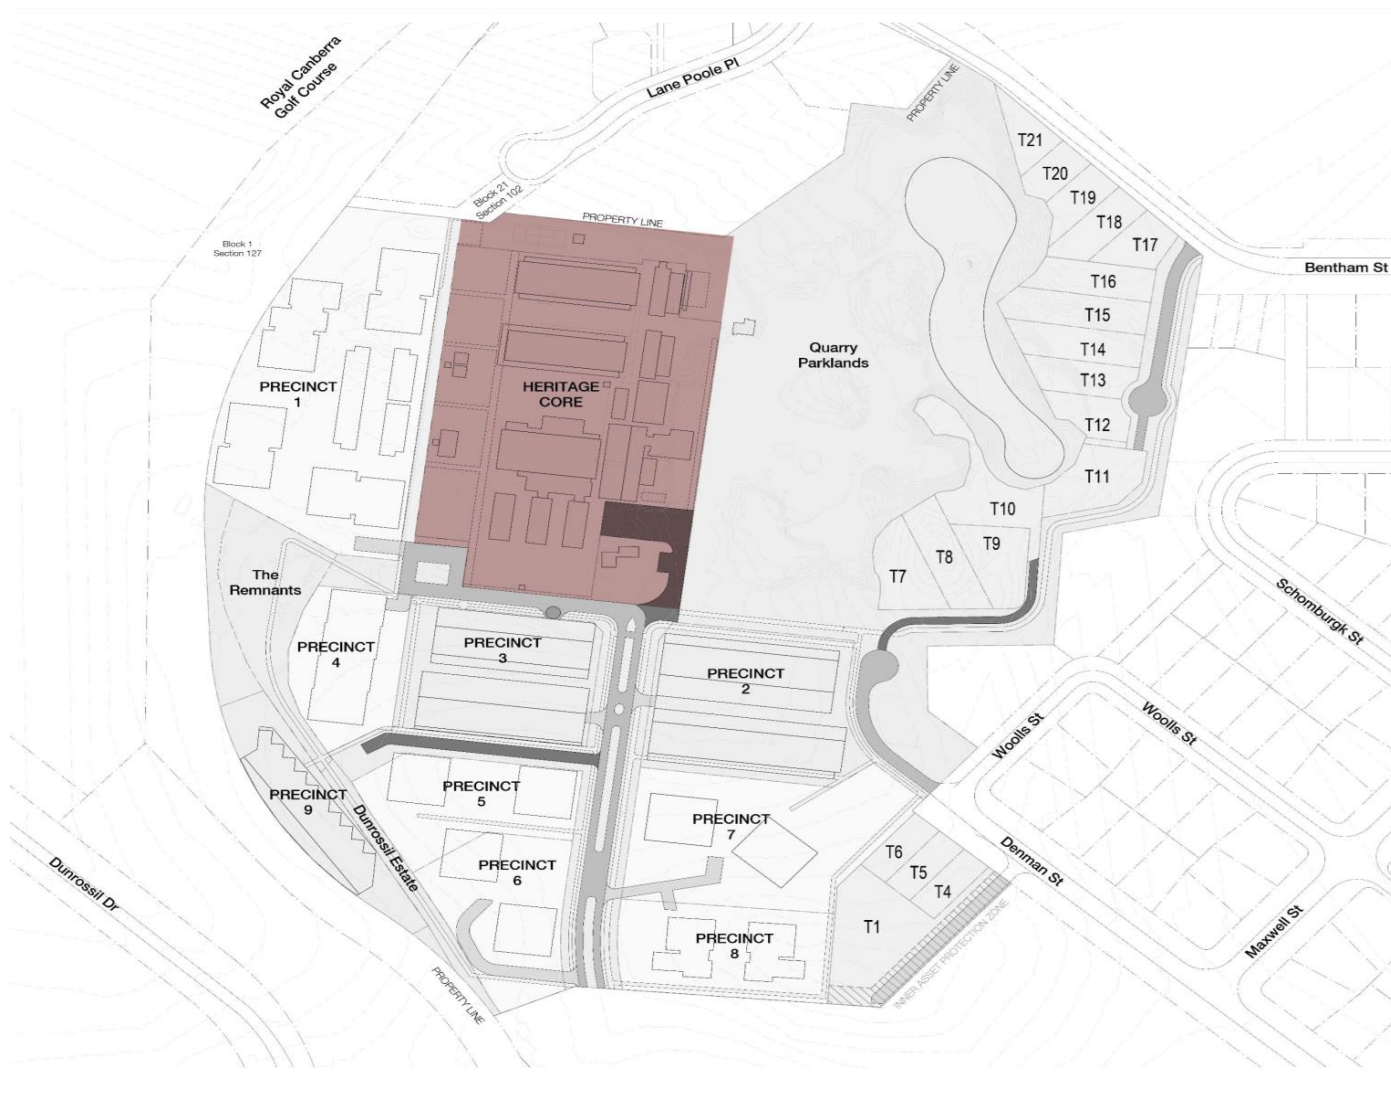 Royal Canberra
Golf Course
Lane Poole Pl
PROPERTY LINE
T21
T20
T19
T18
T17
Block 21
Section 102
PROPERTY LINE
Block 1
Section 127
Bentham St
T16
T15
T14
T13
T12
T11
T10
T9
T8
T7
Quarry
Parklands
PRECINCT
1
HERITAGE
CORE
The
Remnants
Schomburgk St
PRECINCT
4
PRECINCT
3
PRECINCT
2
Woolls St
Woolls St
PRECINCT
9
PRECINCT
5
PRECINCT
7
Dunrossil Estate
PRECINCT
6
T6
T5
T4
T1
Denman St
Dunrossil Dr
Maxwell St
PRECINCT
8
INNER ASSET PROTECTION ZONE
PROPERTY LINE